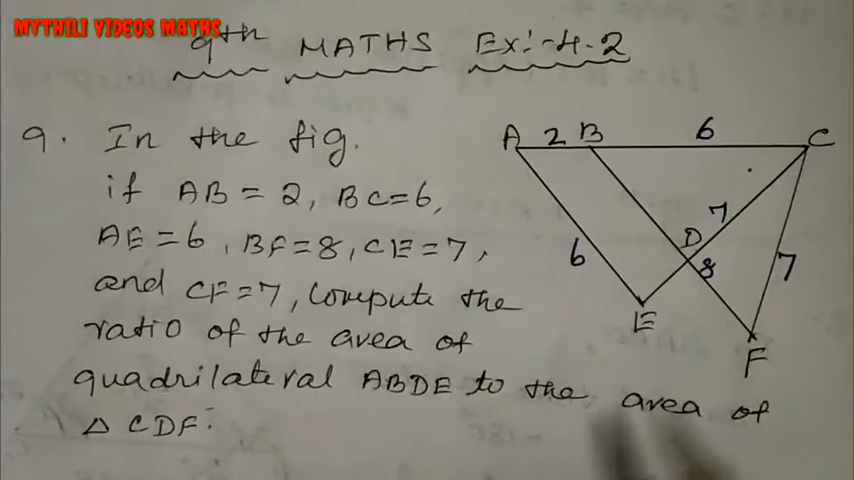 MYTHILI VIDEOS MATHS
9th MATHS Ex:-4.2
9. In the fig.
if AB = 2, BC=6,
AE=6, BF=8, CE=7,
and CF=7, compute the
ratio of the area of
quadrilateral ABDE to the area of
△ CDF.
A 2 B 6 C
6 D 7 8 7
E F